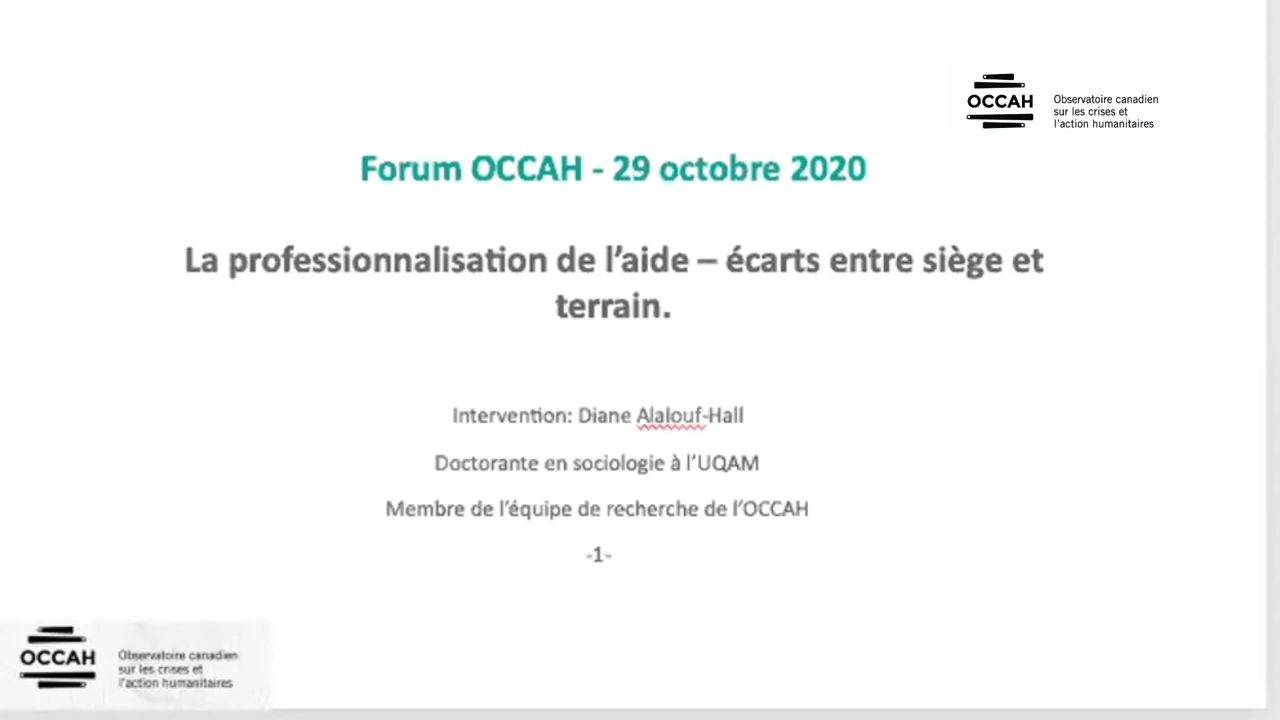 OCCAH
Observatoire canadien
sur les crises et
l'action humanitaires
Forum OCCAH - 29 octobre 2020
La professionnalisation de l’aide – écarts entre siège et
terrain.
Intervention: Diane Alalouf-Hall
Doctorante en sociologie à l’UQAM
Membre de l’équipe de recherche de l’OCCAH
-1-
OCCAH
Observatoire canadien
sur les crises et
l'action humanitaires